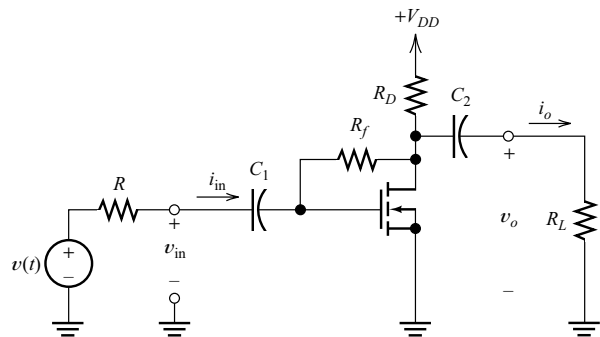 +V_DD
R_D
C_2
i_o
R_f
C_1
R
i_in
+
+
+
v_in
v_o
R_L
v(t)
−
−
−